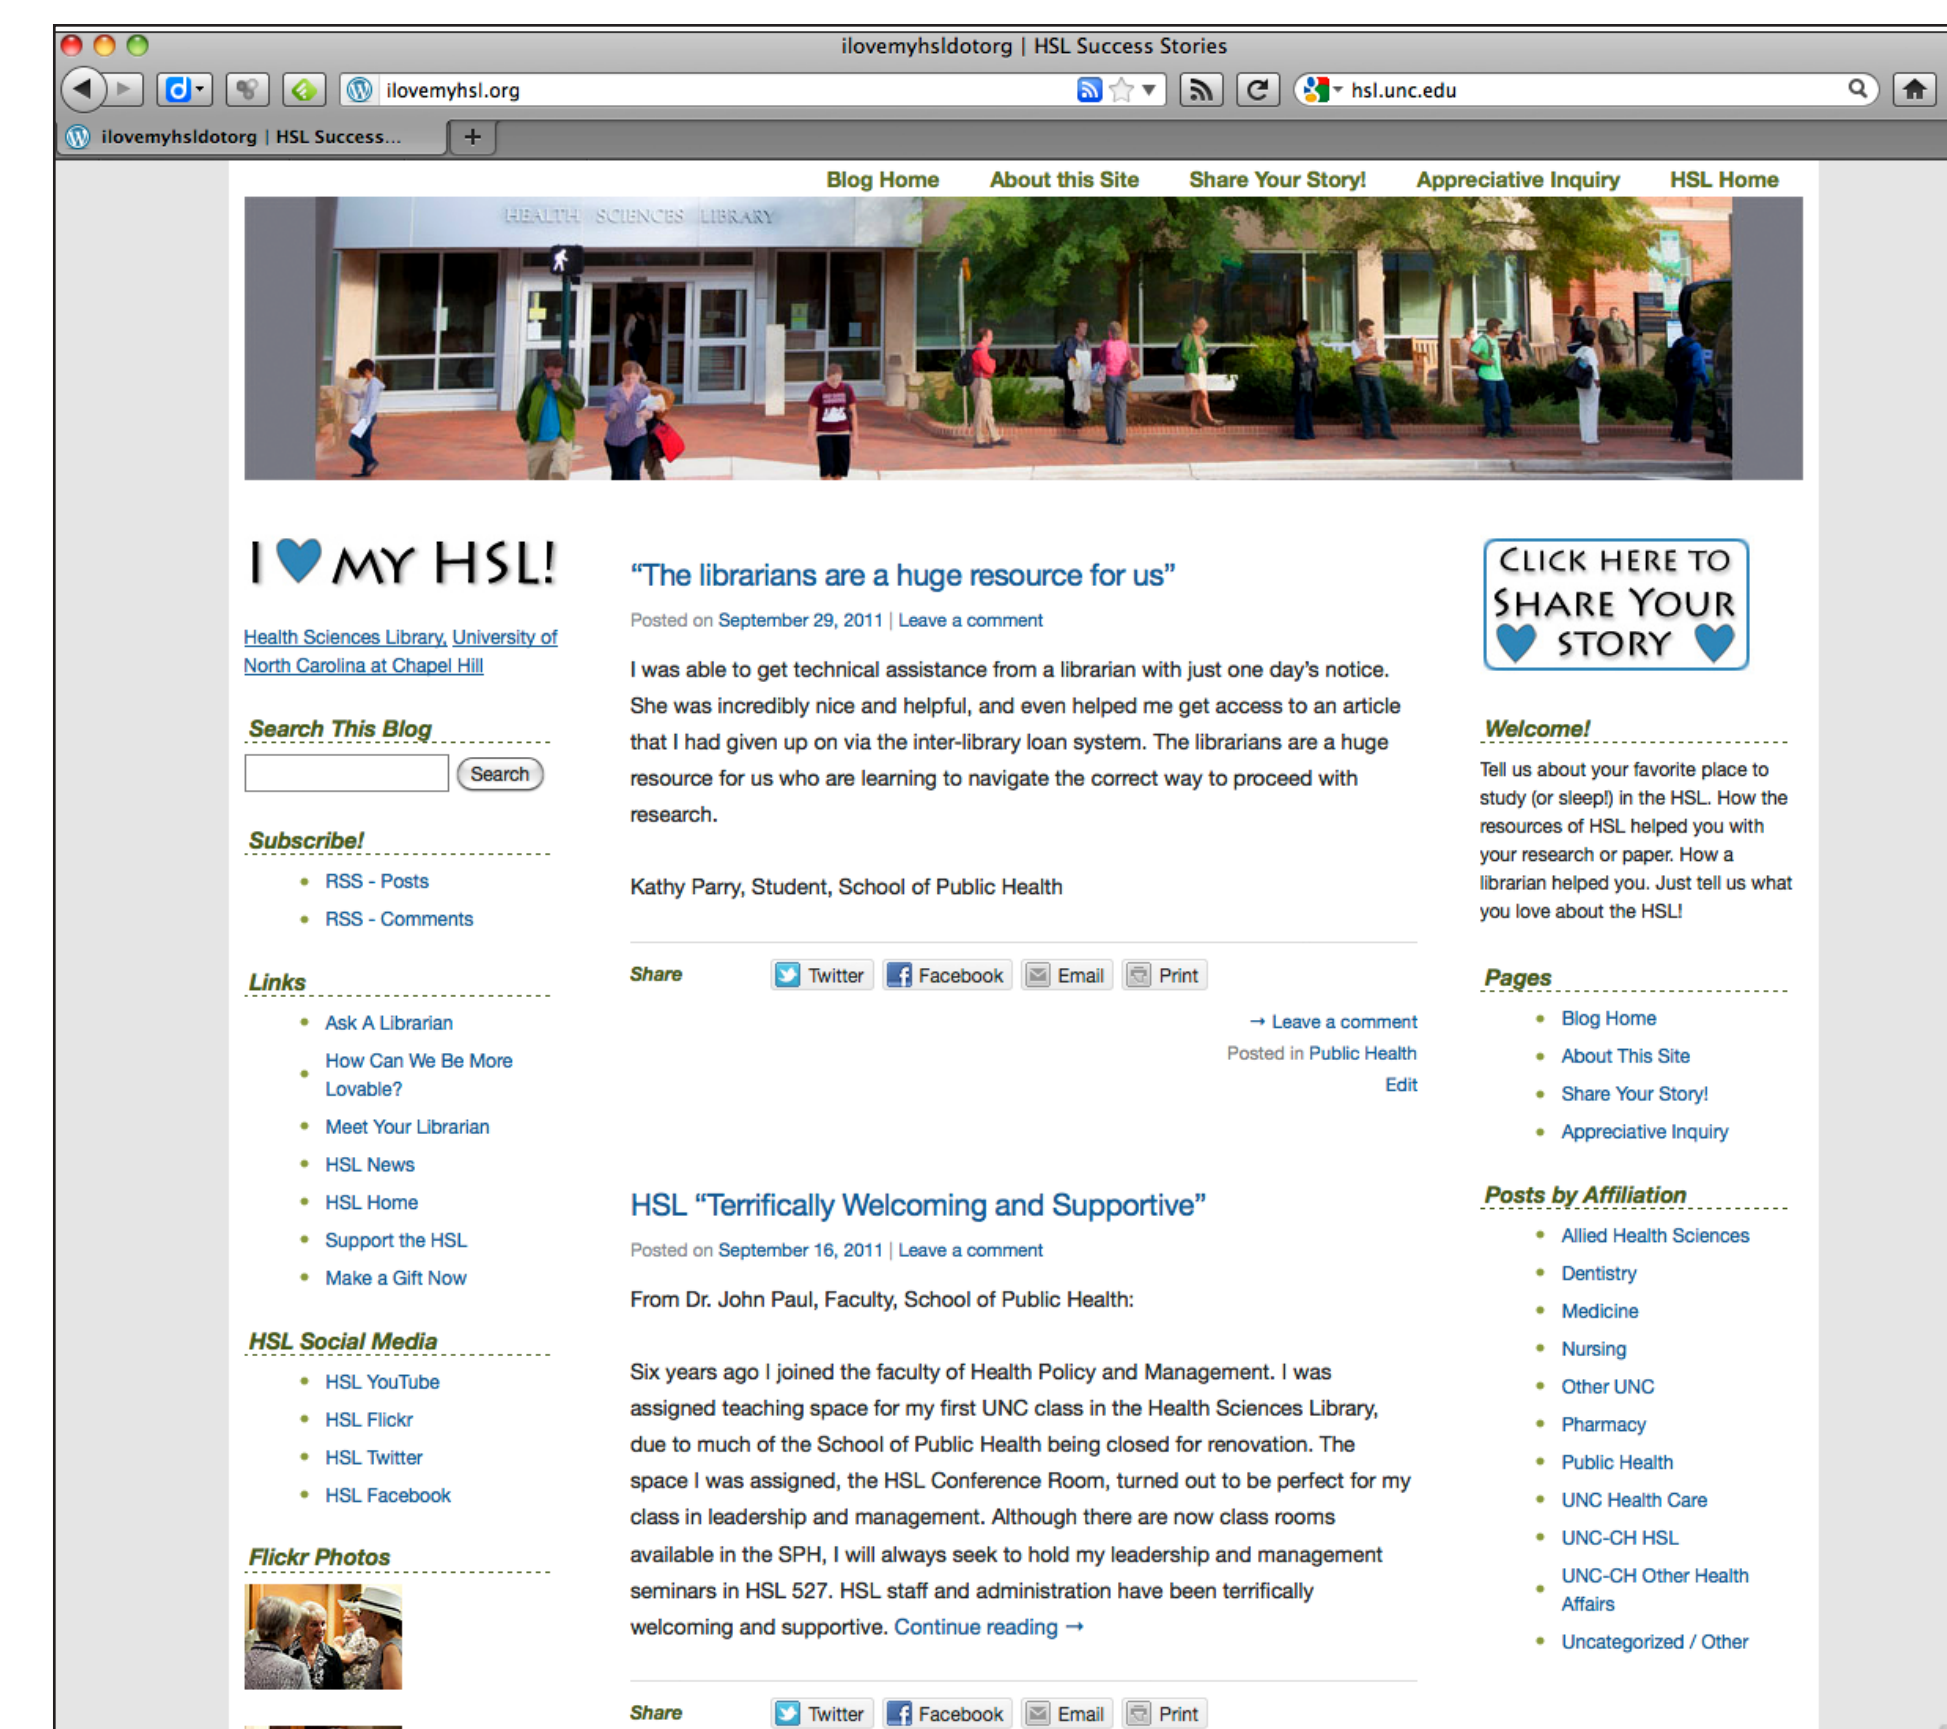 ilovemyhsldotorg | HSL Success Stories
ilovemyhsl.org
hsl.unc.edu
ilovemyhsldotorg | HSL Success...
Blog Home
About this Site
Share Your Story!
Appreciative Inquiry
HSL Home
HEALTH SCIENCES LIBRARY
I MY HSL!
Health Sciences Library, University of
North Carolina at Chapel Hill
Search This Blog
Search
Subscribe!
RSS - Posts
RSS - Comments
Links
Ask A Librarian
How Can We Be More
Lovable?
Meet Your Librarian
HSL News
HSL Home
Support the HSL
Make a Gift Now
HSL Social Media
HSL YouTube
HSL Flickr
HSL Twitter
HSL Facebook
Flickr Photos
“The librarians are a huge resource for us”
Posted on September 29, 2011 | Leave a comment
I was able to get technical assistance from a librarian with just one day’s notice.
She was incredibly nice and helpful, and even helped me get access to an article
that I had given up on via the inter-library loan system. The librarians are a huge
resource for us who are learning to navigate the correct way to proceed with
research.
Kathy Parry, Student, School of Public Health
Share
Twitter
Facebook
Email
Print
→ Leave a comment
Posted in Public Health
Edit
HSL “Terrifically Welcoming and Supportive”
Posted on September 16, 2011 | Leave a comment
From Dr. John Paul, Faculty, School of Public Health:
Six years ago I joined the faculty of Health Policy and Management. I was
assigned teaching space for my first UNC class in the Health Sciences Library,
due to much of the School of Public Health being closed for renovation. The
space I was assigned, the HSL Conference Room, turned out to be perfect for my
class in leadership and management. Although there are now class rooms
available in the SPH, I will always seek to hold my leadership and management
seminars in HSL 527. HSL staff and administration have been terrifically
welcoming and supportive. Continue reading →
Share
Twitter
Facebook
Email
Print
CLICK HERE TO
SHARE YOUR
STORY
Welcome!
Tell us about your favorite place to
study (or sleep!) in the HSL. How the
resources of HSL helped you with
your research or paper. How a
librarian helped you. Just tell us what
you love about the HSL!
Pages
Blog Home
About This Site
Share Your Story!
Appreciative Inquiry
Posts by Affiliation
Allied Health Sciences
Dentistry
Medicine
Nursing
Other UNC
Pharmacy
Public Health
UNC Health Care
UNC-CH HSL
UNC-CH Other Health
Affairs
Uncategorized / Other